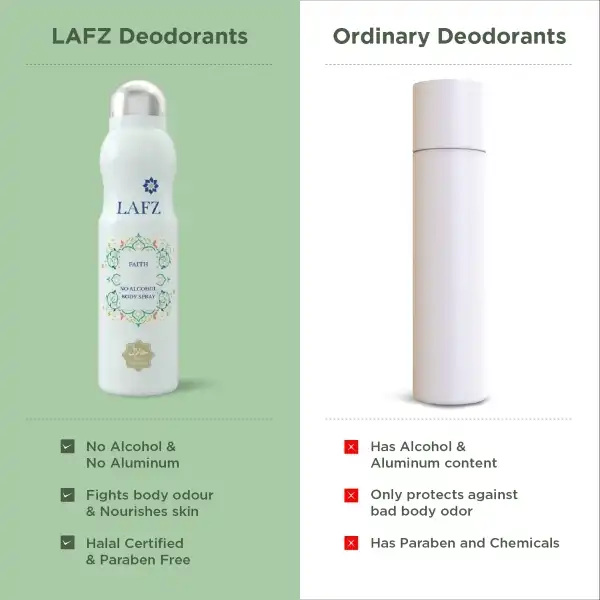 LAFZ Deodorants
LAFZ
FAITH
NO ALCOHOL
BODY SPRAY
حلال
No Alcohol &
No Aluminum
Fights body odour
& Nourishes skin
Halal Certified
& Paraben Free
Ordinary Deodorants
Has Alcohol &
Aluminum content
Only protects against
bad body odor
Has Paraben and Chemicals